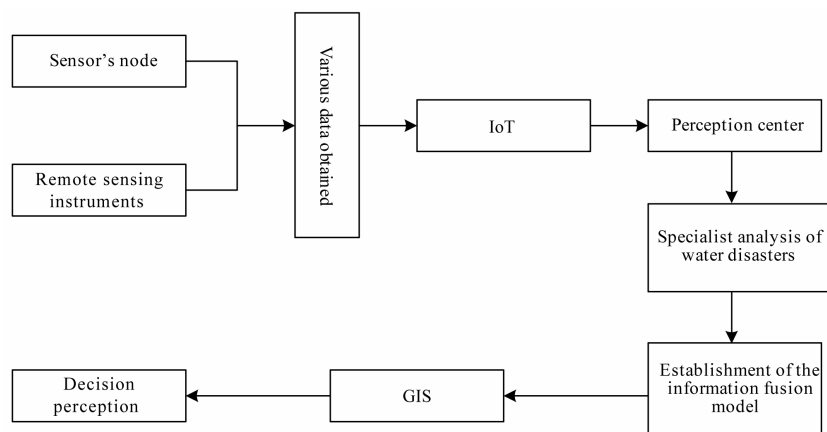 Sensor's node
Remote sensing
instruments
Various data obtained
IoT
Perception center
Specialist analysis of
water disasters
Establishment of the
information fusion
model
GIS
Decision
perception